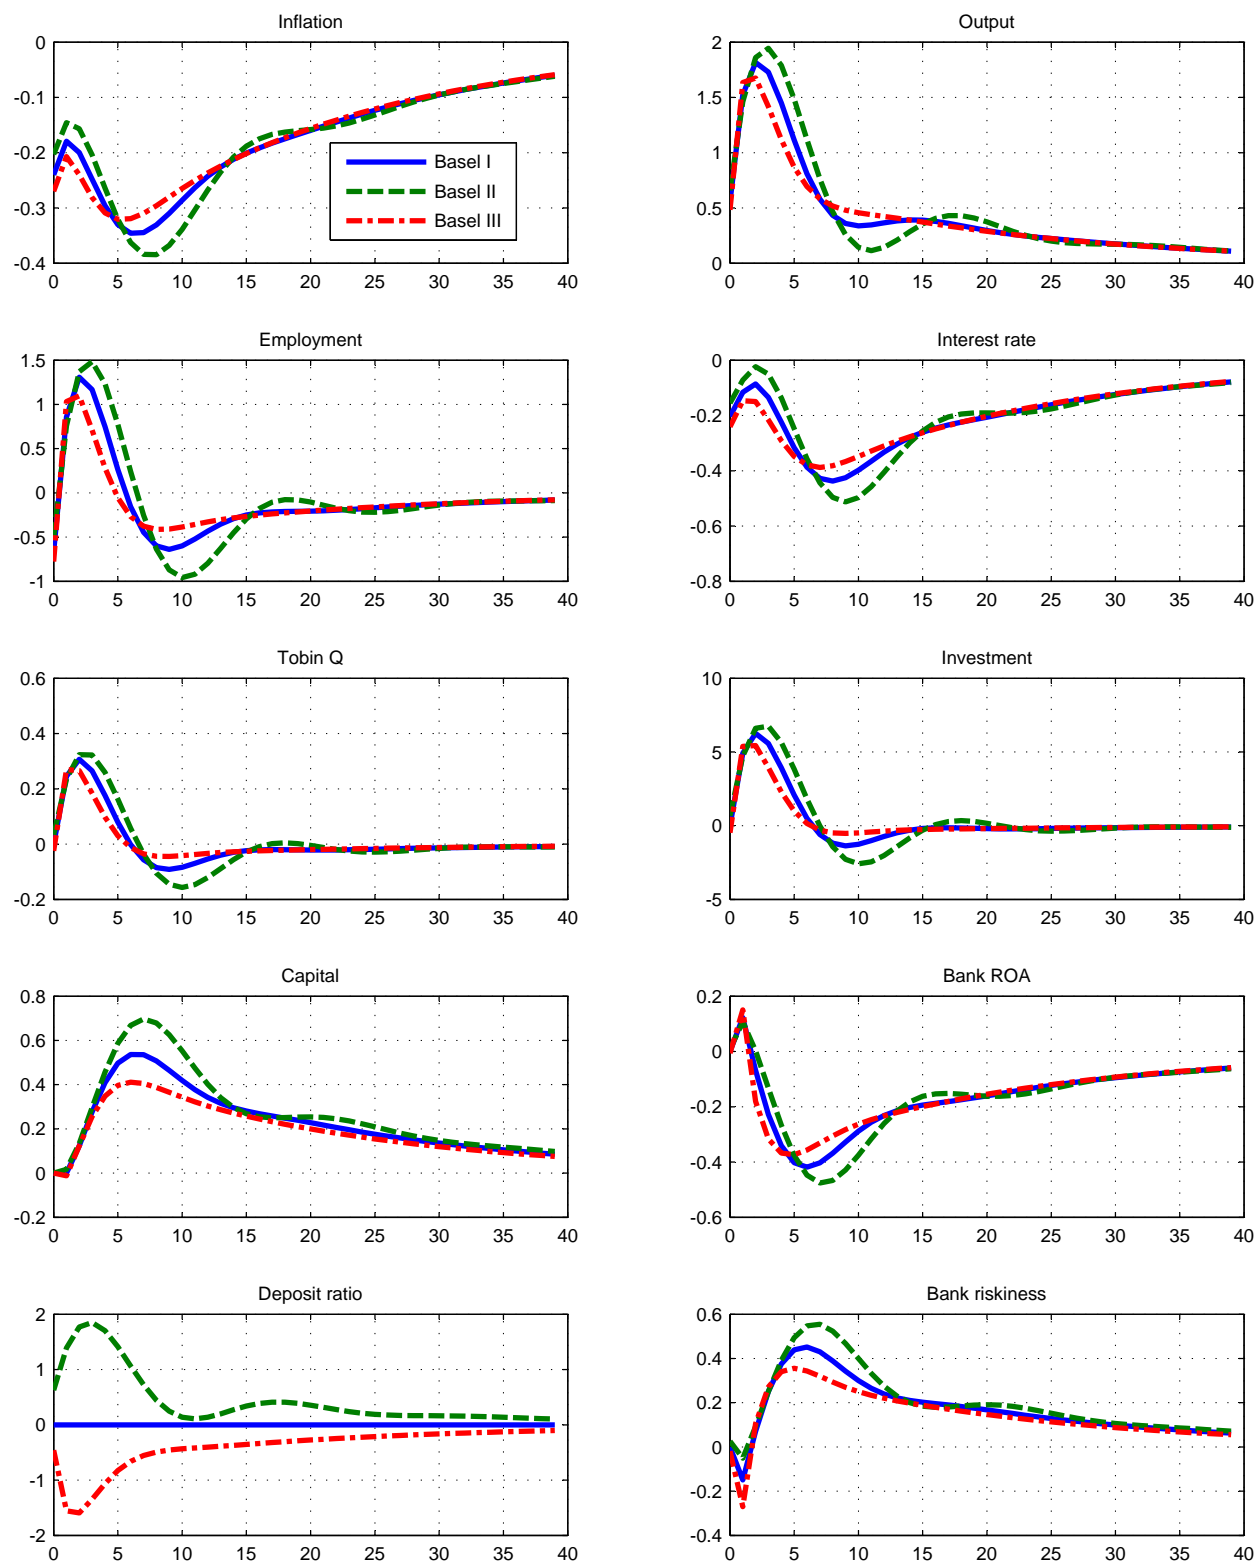 Inflation
0
-0.1
-0.2
-0.3
-0.4
0 5 10 15 20 25 30 35 40
Basel I
Basel II
Basel III
Output
2
1.5
1
0.5
0
0 5 10 15 20 25 30 35 40
Employment
1.5
1
0.5
0
-0.5
-1
0 5 10 15 20 25 30 35 40
Interest rate
0
-0.2
-0.4
-0.6
-0.8
0 5 10 15 20 25 30 35 40
Tobin Q
0.6
0.4
0.2
0
-0.2
0 5 10 15 20 25 30 35 40
Investment
10
5
0
-5
0 5 10 15 20 25 30 35 40
Capital
0.8
0.6
0.4
0.2
0
-0.2
0 5 10 15 20 25 30 35 40
Bank ROA
0.2
0
-0.2
-0.4
-0.6
0 5 10 15 20 25 30 35 40
Deposit ratio
2
1
0
-1
-2
0 5 10 15 20 25 30 35 40
Bank riskiness
0.6
0.4
0.2
0
-0.2
-0.4
0 5 10 15 20 25 30 35 40